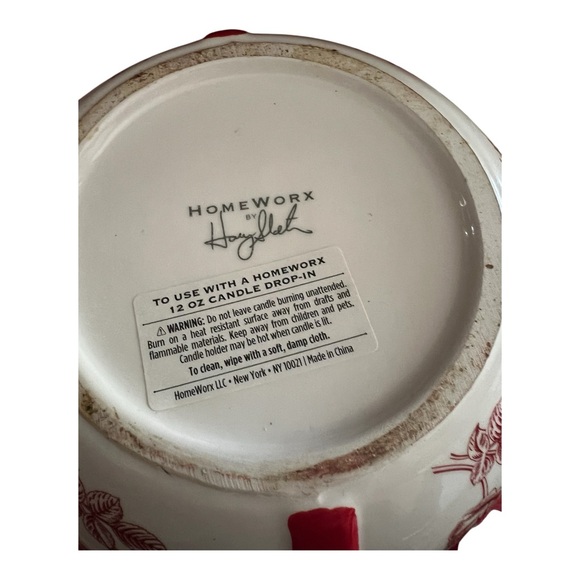 HOMEWORX
BY
Harry Slatkin
TO USE WITH A HOMEWORX
12 OZ CANDLE DROP-IN
⚠ WARNING: Do not leave candle burning unattended.
Burn on a heat resistant surface away from drafts and
flammable materials. Keep away from children and pets.
Candle holder may be hot when candle is lit.
To clean, wipe with a soft, damp cloth.
HomeWorx LLC • New York • NY 10021 | Made in China